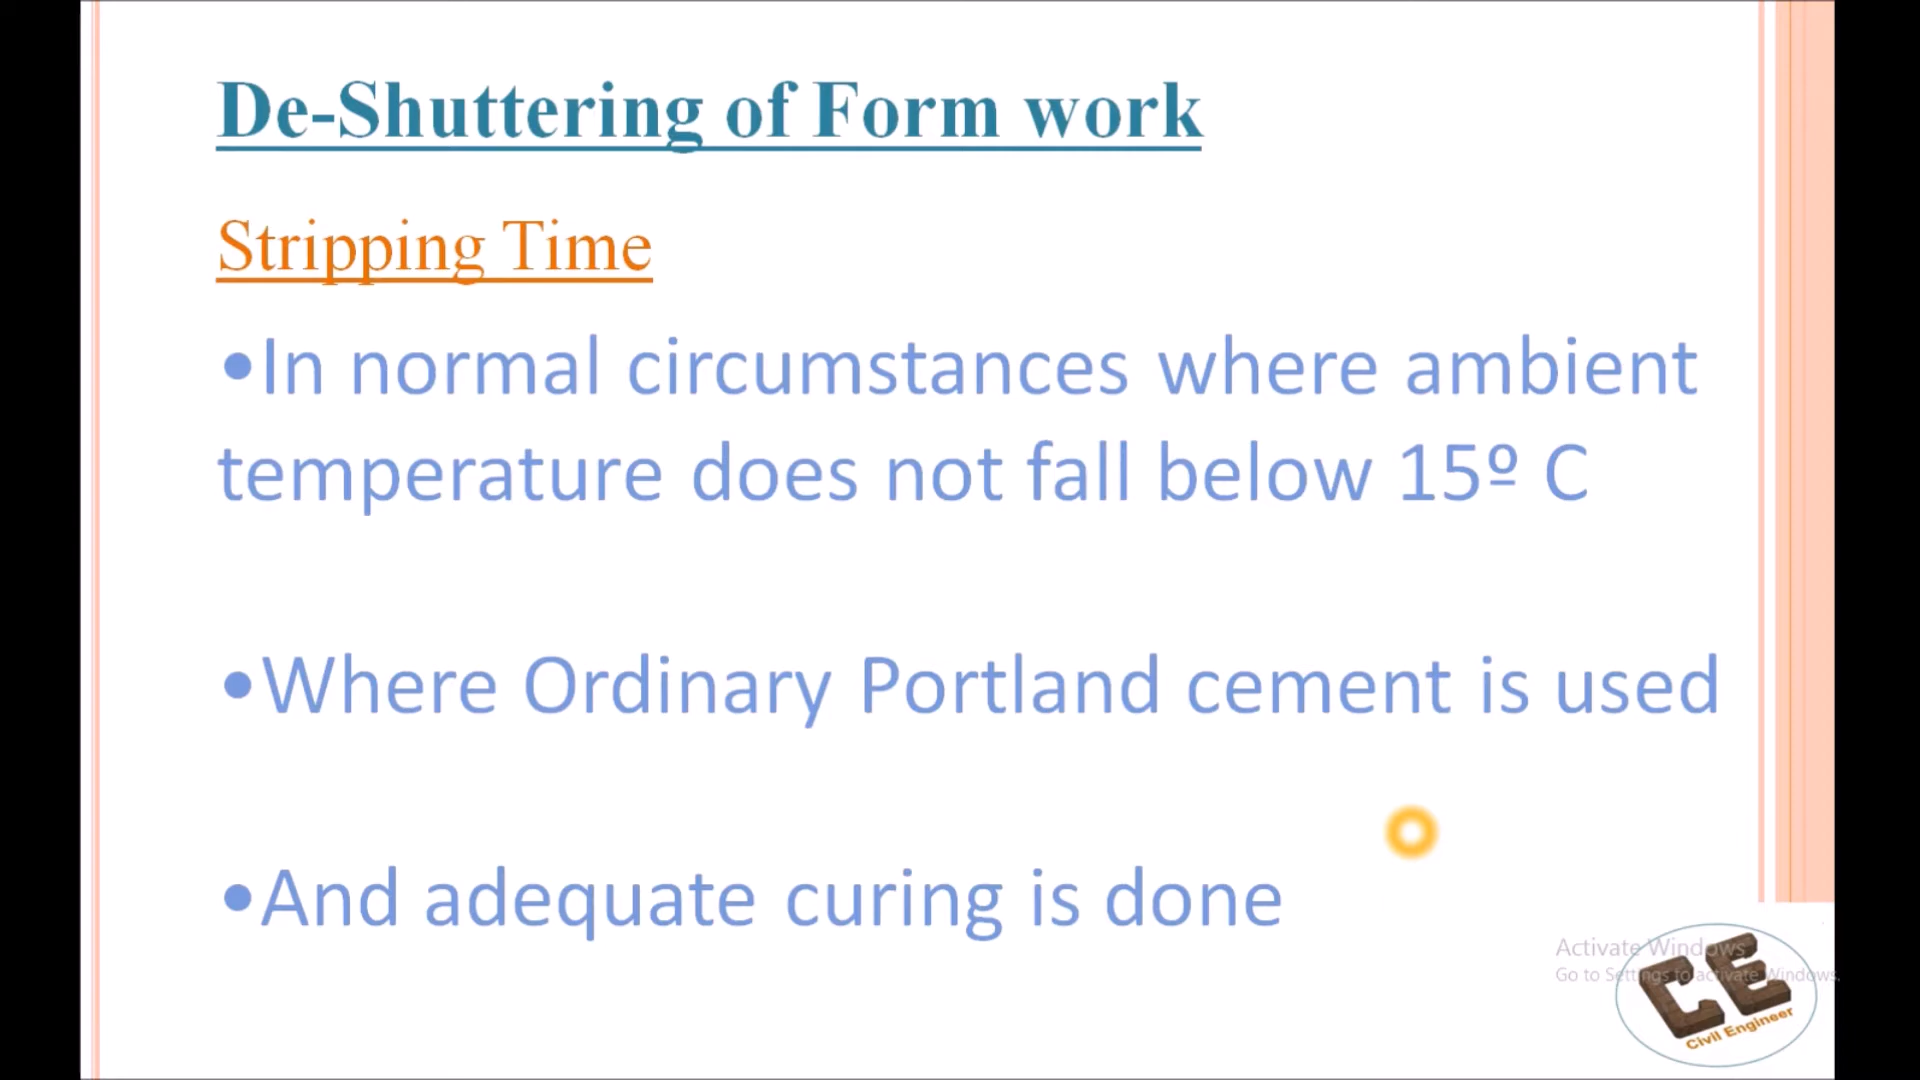 De-Shuttering of Form work
Stripping Time
•In normal circumstances where ambient
temperature does not fall below 15º C
•Where Ordinary Portland cement is used
•And adequate curing is done
Activate Windows
Go to Settings to activate Windows.
CE
Civil Engineer